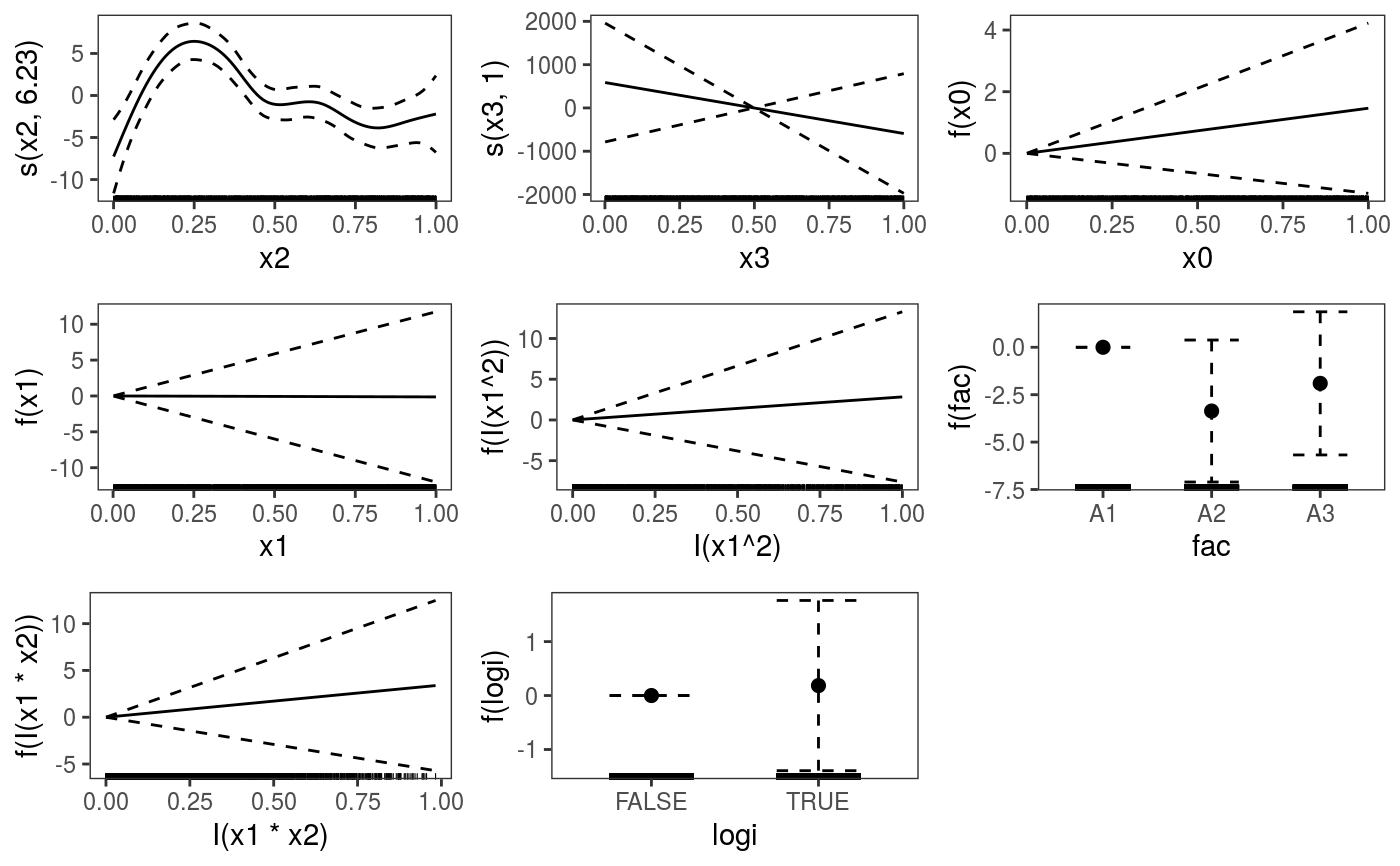 s(x2, 6.23)
5
0
-5
-10
0.00 0.25 0.50 0.75 1.00
x2
s(x3, 1)
2000
1000
0
-1000
-2000
0.00 0.25 0.50 0.75 1.00
x3
f(x0)
4
2
0
0.00 0.25 0.50 0.75 1.00
x0
f(x1)
10
5
0
-5
-10
0.00 0.25 0.50 0.75 1.00
x1
f(I(x1^2))
10
5
0
-5
0.00 0.25 0.50 0.75 1.00
I(x1^2)
f(fac)
0.0
-2.5
-5.0
-7.5
A1 A2 A3
fac
f(I(x1 * x2))
10
5
0
-5
0.00 0.25 0.50 0.75 1.00
I(x1 * x2)
f(logi)
1
0
-1
FALSE TRUE
logi